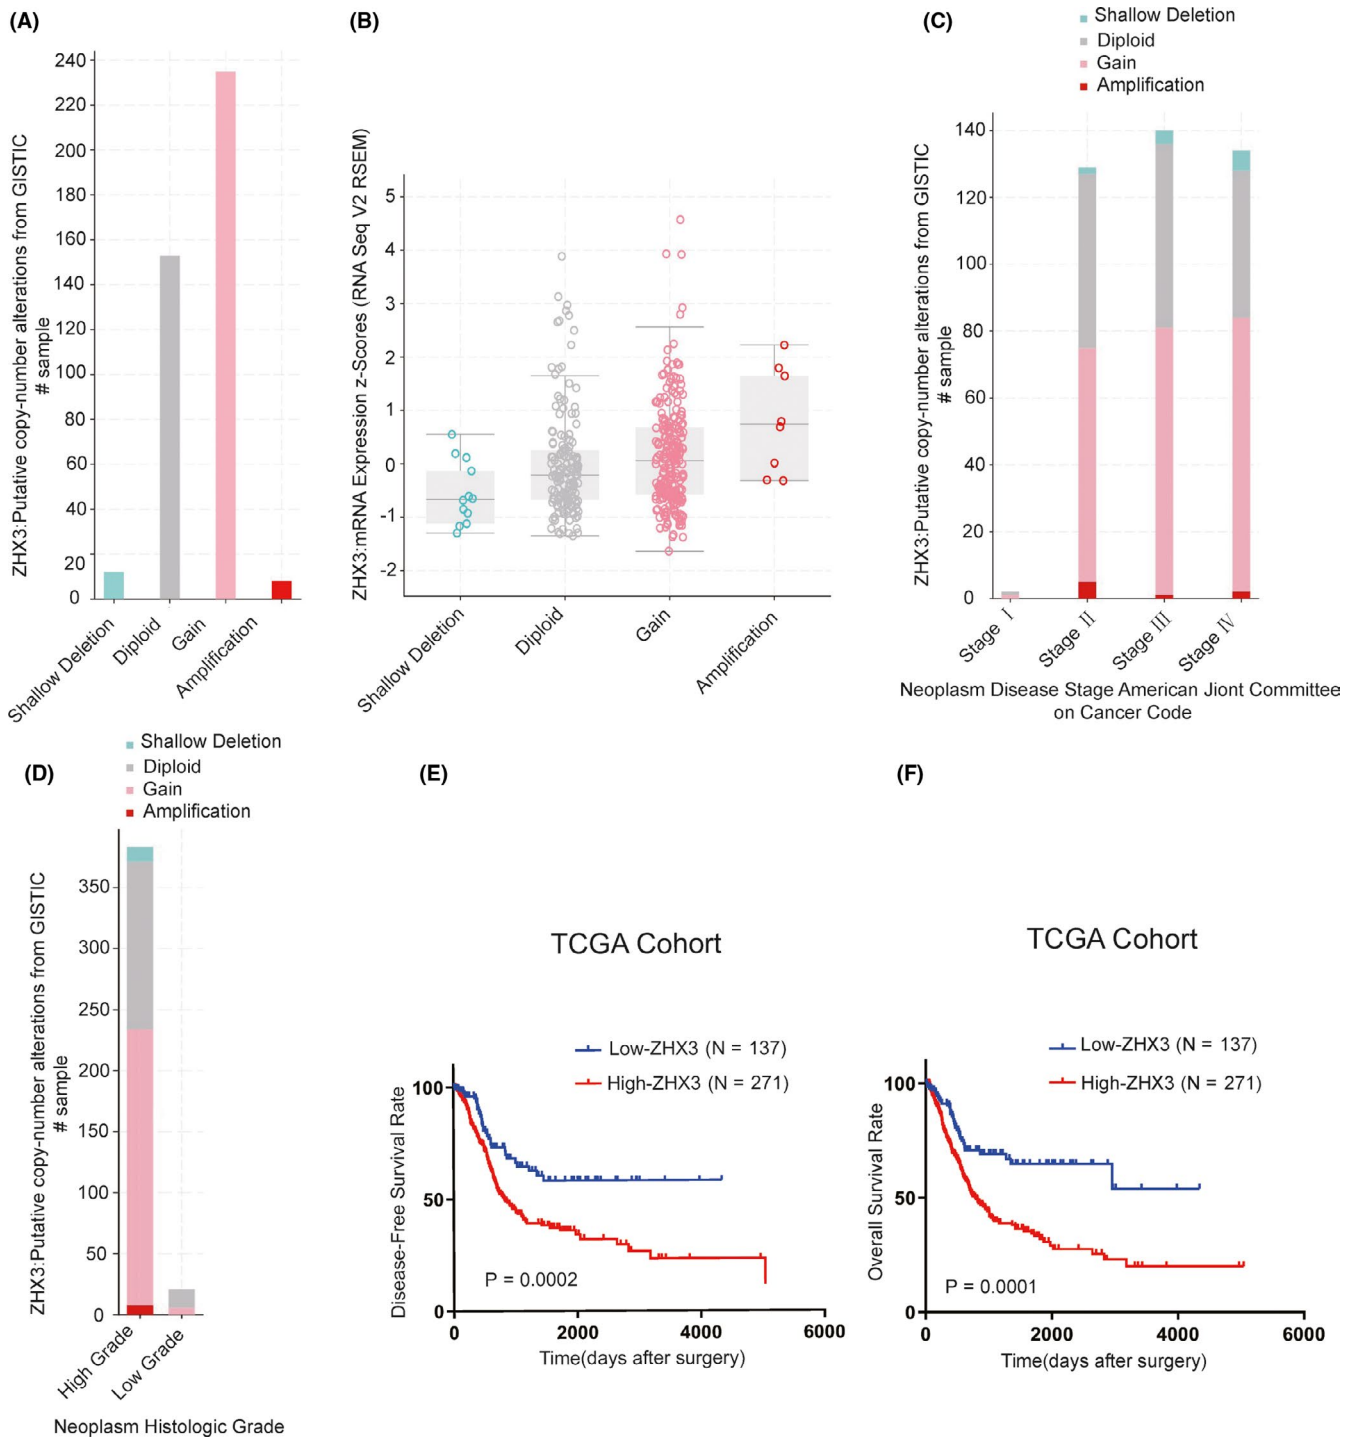 (A)
ZHX3:Putative copy-number alterations from GISTIC
# sample
240
220
200
180
160
140
120
100
80
60
40
20
0
Shallow Deletion
Diploid
Gain
Amplification
(B)
ZHX3:mRNA Expression z-Scores (RNA Seq V2 RSEM)
5
4
3
2
1
0
-1
-2
Shallow Deletion
Diploid
Gain
Amplification
(C)
Shallow Deletion
Diploid
Gain
Amplification
ZHX3:Putative copy-number alterations from GISTIC
# sample
140
120
100
80
60
40
20
0
Stage I
Stage II
Stage III
Stage IV
Neoplasm Disease Stage American Jiont Committee
on Cancer Code
(D)
Shallow Deletion
Diploid
Gain
Amplification
ZHX3:Putative copy-number alterations from GISTIC
# sample
350
300
250
200
150
100
50
0
High Grade
Low Grade
Neoplasm Histologic Grade
(E)
TCGA Cohort
Low-ZHX3 (N = 137)
High-ZHX3 (N = 271)
Disease-Free Survival Rate
100
50
0
P = 0.0002
0
2000
4000
6000
Time(days after surgery)
(F)
TCGA Cohort
Low-ZHX3 (N = 137)
High-ZHX3 (N = 271)
Overall Survival Rate
100
50
0
P = 0.0001
0
2000
4000
6000
Time(days after surgery)